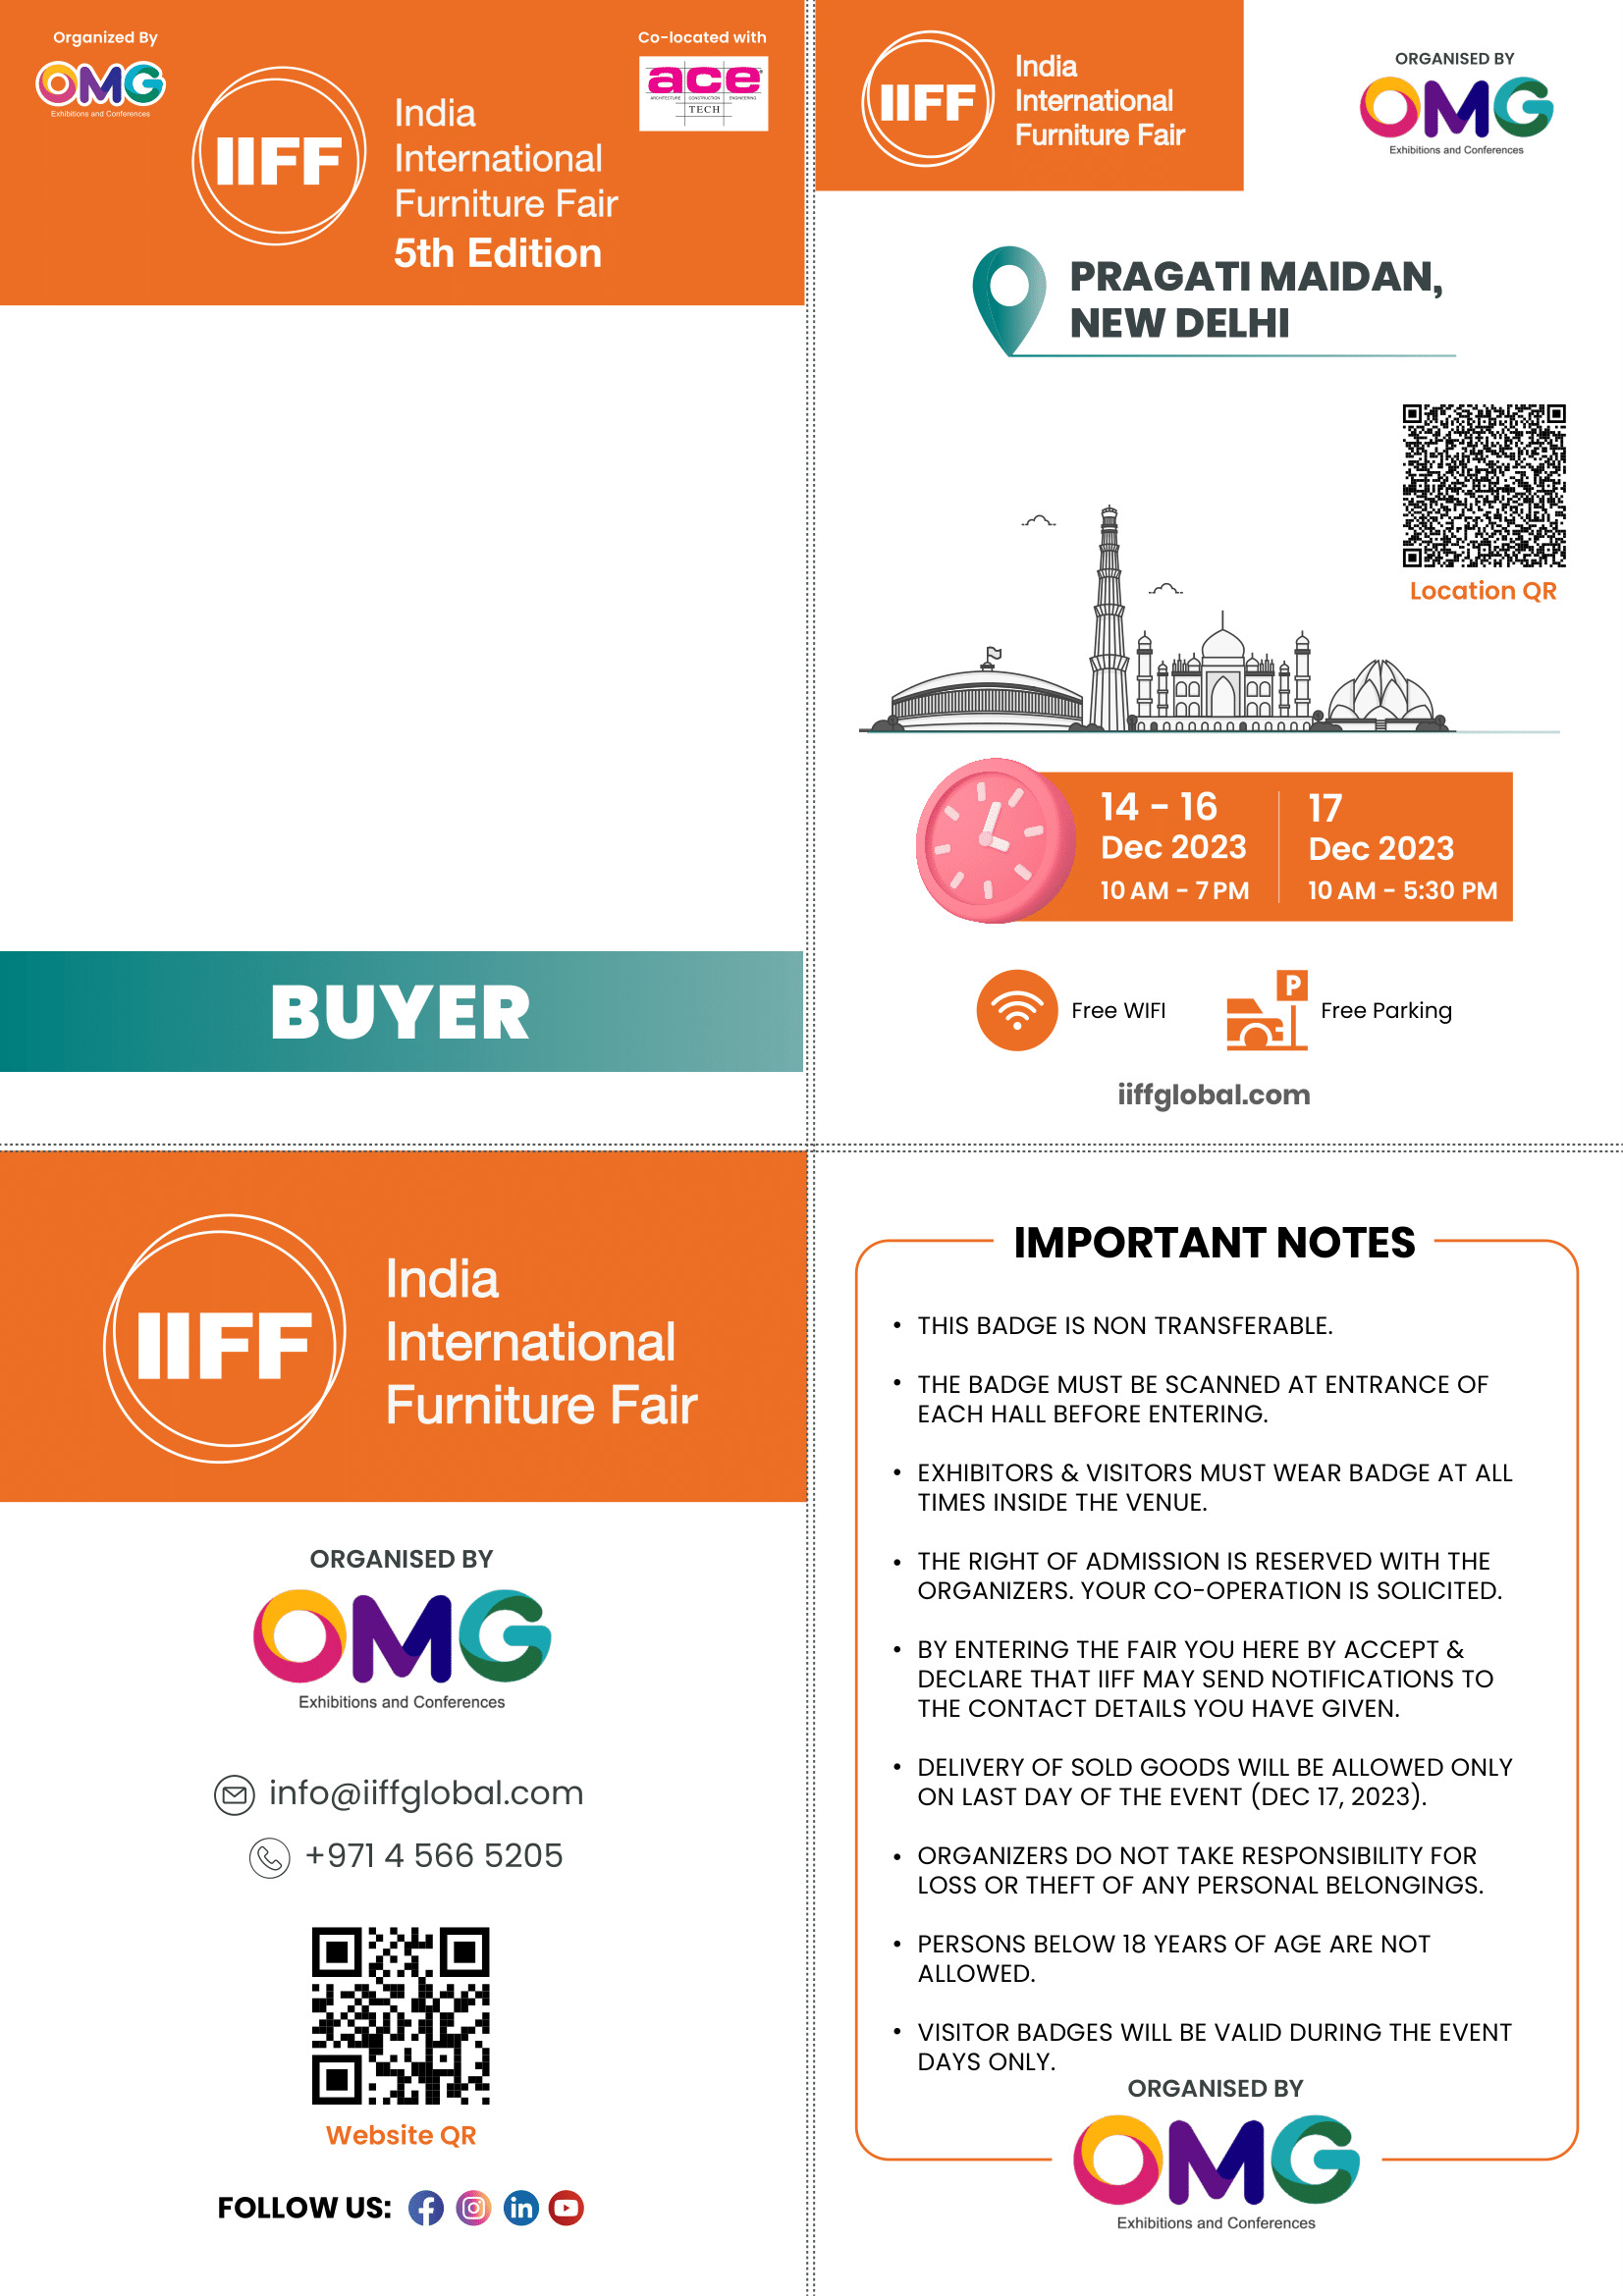 Organized By
OMG
Exhibitions and Conferences
IIFF
India
International
Furniture Fair
5th Edition
Co-located with
ace
ARCHITECTURE CONSTRUCTION ENGINEERING
TECH
BUYER
IIFF
India
International
Furniture Fair
ORGANISED BY
OMG
Exhibitions and Conferences
PRAGATI MAIDAN,
NEW DELHI
Location QR
14 - 16
Dec 2023
10 AM - 7 PM
17
Dec 2023
10 AM - 5:30 PM
Free WIFI
P
Free Parking
iiffglobal.com
IIFF
India
International
Furniture Fair
ORGANISED BY
OMG
Exhibitions and Conferences
info@iiffglobal.com
+971 4 566 5205
Website QR
FOLLOW US:
IMPORTANT NOTES
• THIS BADGE IS NON TRANSFERABLE.
• THE BADGE MUST BE SCANNED AT ENTRANCE OF
EACH HALL BEFORE ENTERING.
• EXHIBITORS & VISITORS MUST WEAR BADGE AT ALL
TIMES INSIDE THE VENUE.
• THE RIGHT OF ADMISSION IS RESERVED WITH THE
ORGANIZERS. YOUR CO-OPERATION IS SOLICITED.
• BY ENTERING THE FAIR YOU HERE BY ACCEPT &
DECLARE THAT IIFF MAY SEND NOTIFICATIONS TO
THE CONTACT DETAILS YOU HAVE GIVEN.
• DELIVERY OF SOLD GOODS WILL BE ALLOWED ONLY
ON LAST DAY OF THE EVENT (DEC 17, 2023).
• ORGANIZERS DO NOT TAKE RESPONSIBILITY FOR
LOSS OR THEFT OF ANY PERSONAL BELONGINGS.
• PERSONS BELOW 18 YEARS OF AGE ARE NOT
ALLOWED.
• VISITOR BADGES WILL BE VALID DURING THE EVENT
DAYS ONLY.
ORGANISED BY
OMG
Exhibitions and Conferences